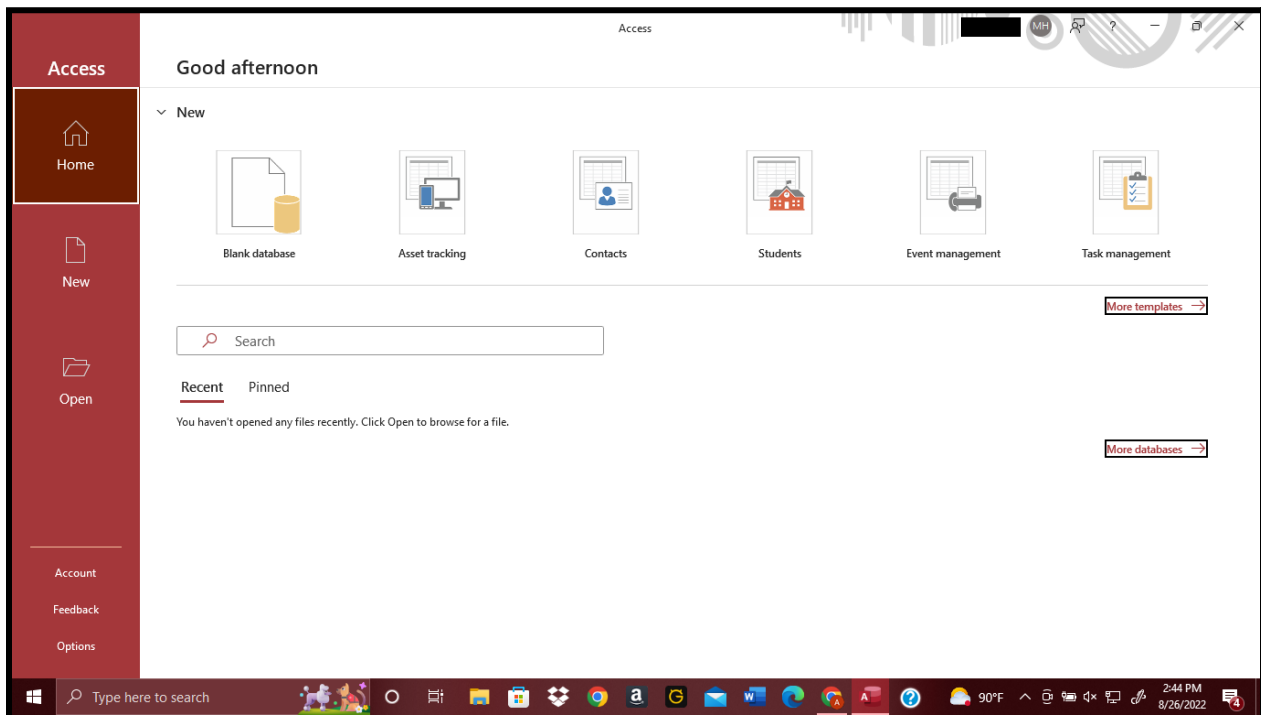 Access
MH
?
Access
Good afternoon
New
Home
New
Open
Blank database
Asset tracking
Contacts
Students
Event management
Task management
More templates
Search
Recent
Pinned
You haven't opened any files recently. Click Open to browse for a file.
More databases
Account
Feedback
Options
Type here to search
a
G
W
A
?
90°F
2:44 PM
8/26/2022
4